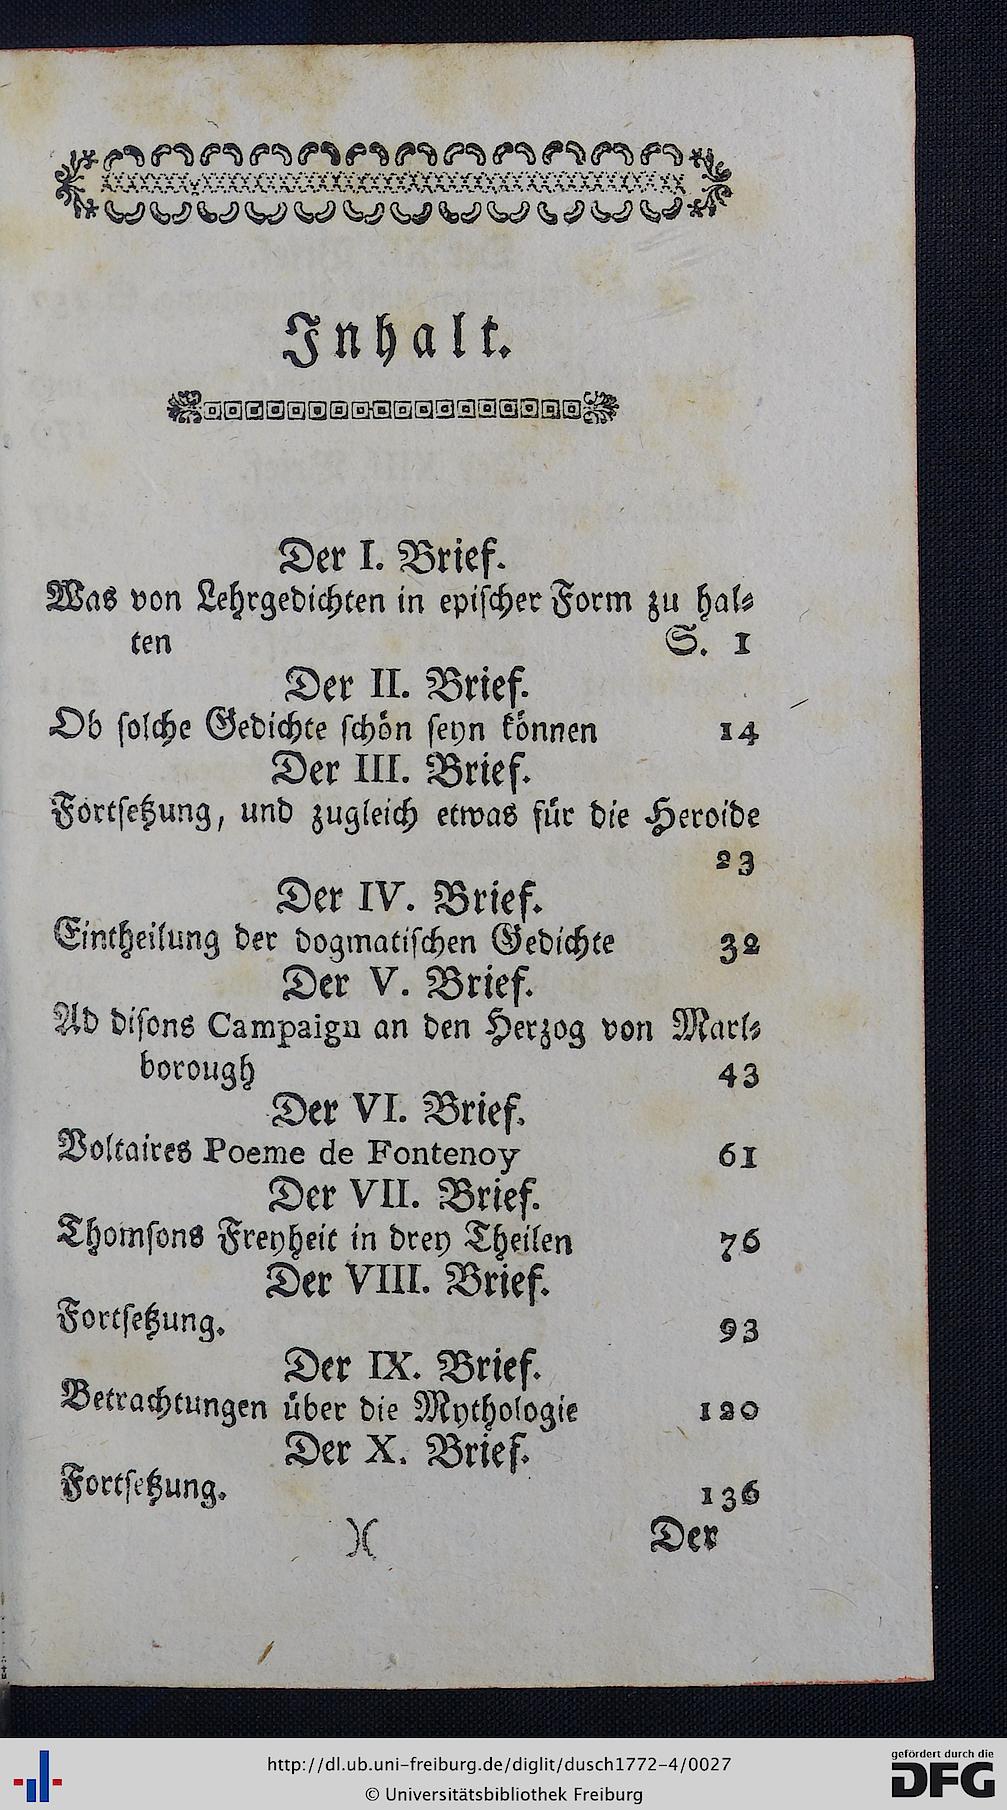 Inhalt.
Der I. Brief.
Was von Lehrgedichten in epiſcher Form zu hal⸗
ten S. 1
Der II. Brief.
Ob ſolche Gedichte ſchön ſeyn können 14
Der III. Brief.
Fortſetzung, und zugleich etwas für die Heroide
23
Der IV. Brief.
Eintheilung der dogmatiſchen Gedichte 32
Der V. Brief.
Ad diſons Campaign an den Herzog von Marl⸗
borough 43
Der VI. Brief.
Voltaires Poeme de Fontenoy 61
Der VII. Brief.
Thomſons Freyheit in drey Theilen 76
Der VIII. Brief.
Fortſetzung. 93
Der IX. Brief.
Betrachtungen über die Mythologie 120
Der X. Brief.
Fortſetzung. 136
)( Der
http://dl.ub.uni-freiburg.de/diglit/dusch1772-4/0027
© Universitätsbibliothek Freiburg
gefördert durch die
DFG